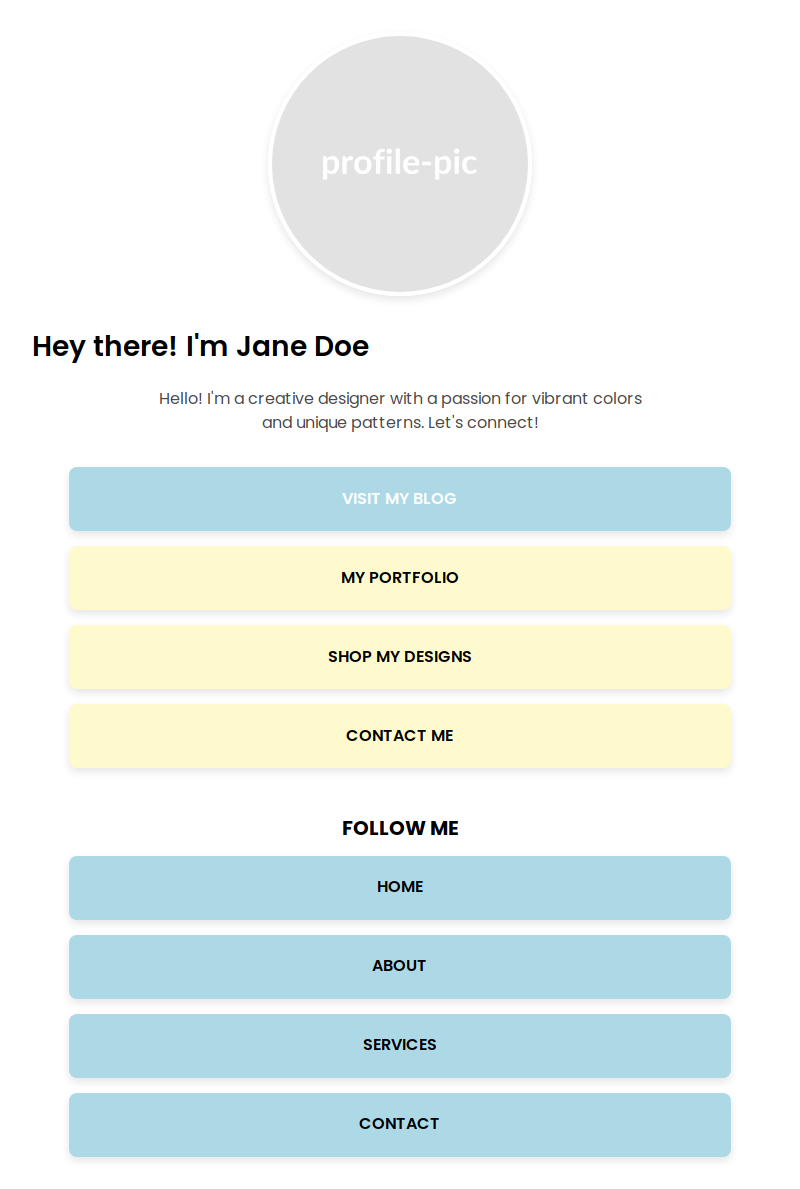 profile-pic
Hey there! I'm Jane Doe
Hello! I'm a creative designer with a passion for vibrant colors
and unique patterns. Let's connect!
VISIT MY BLOG
MY PORTFOLIO
SHOP MY DESIGNS
CONTACT ME
FOLLOW ME
HOME
ABOUT
SERVICES
CONTACT